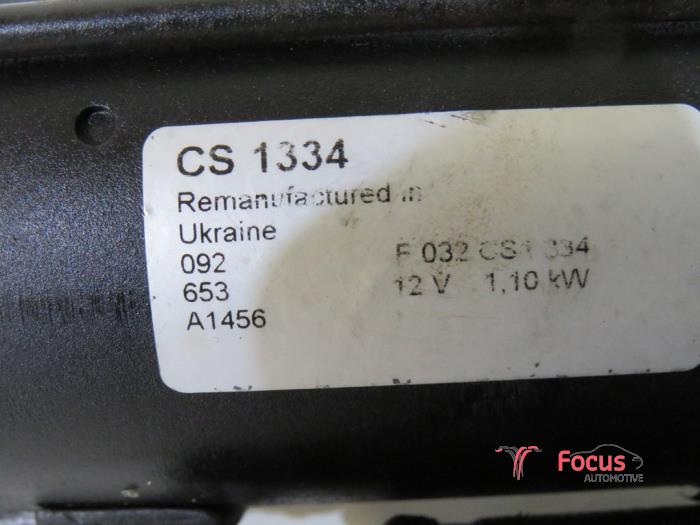 CS 1334
Remanufactured in
Ukraine
092 F 032 CS1 334
653 12 V 1,10 kW
A1456
Focus
AUTOMOTIVE